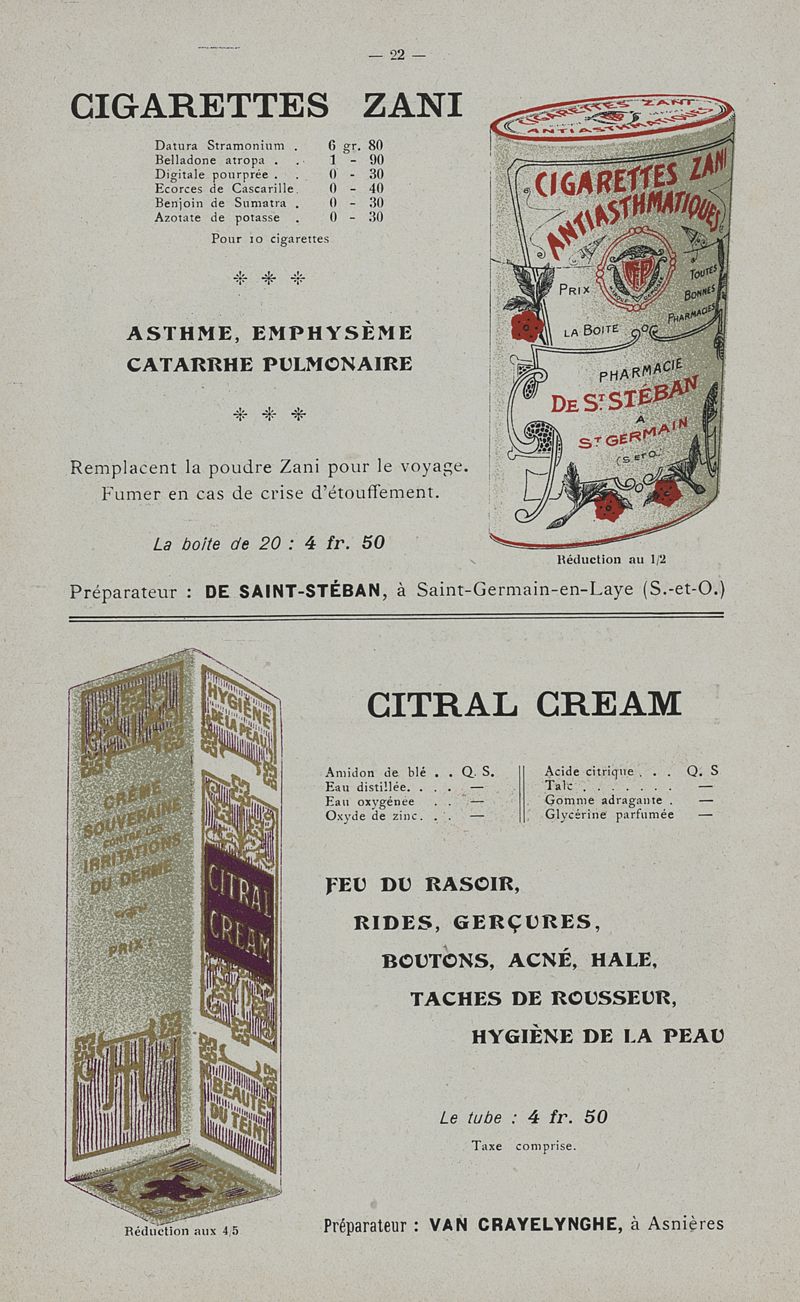 — 22 —
CIGARETTES ZANI
Datura Stramonium . 6 gr. 80
Belladone atropa . . 1 - 90
Digitale pourprée . . 0 - 30
Ecorces de Cascarille. 0 - 40
Benjoin de Sumatra . 0 - 30
Azotate de potasse . 0 - 30
Pour 10 cigarettes
ASTHME, EMPHYSÈME
CATARRHE PULMONAIRE
Remplacent la poudre Zani pour le voyage.
Fumer en cas de crise d'étouffement.
La boîte de 20 : 4 fr. 50
CIGARETTES ZANI
ANTIASTHMATIQUES
CIGARETTES ZANI
ANTIASTHMATIQUES
PRIX
TOUTES
BONNES
PHARMACIES
LA BOITE
PHARMACIE
DE ST STÉBAN
A
ST GERMAIN
(S. ET O.)
Réduction au 1/2
Préparateur : DE SAINT-STÉBAN, à Saint-Germain-en-Laye (S.-et-O.)
HYGIÈNE
DE LA PEAU
CRÈME
SOUVERAINE
CONTRE LES
IRRITATIONS
DU DERME
PRIX :
CITRAL
CREAM
BEAUTÉ
DU TEINT
Réduction aux 4/5
CITRAL CREAM
Amidon de blé . . Q. S.
Eau distillée. . . . —
Eau oxygénée . . —
Oxyde de zinc. . . —
Acide citrique . . . Q. S
Talc . . . . . . . —
Gomme adragante . —
Glycérine parfumée —
FEU DU RASOIR,
RIDES, GERÇURES,
BOUTONS, ACNÉ, HALE,
TACHES DE ROUSSEUR,
HYGIÈNE DE LA PEAU
Le tube : 4 fr. 50
Taxe comprise.
Préparateur : VAN CRAYELYNGHE, à Asnières